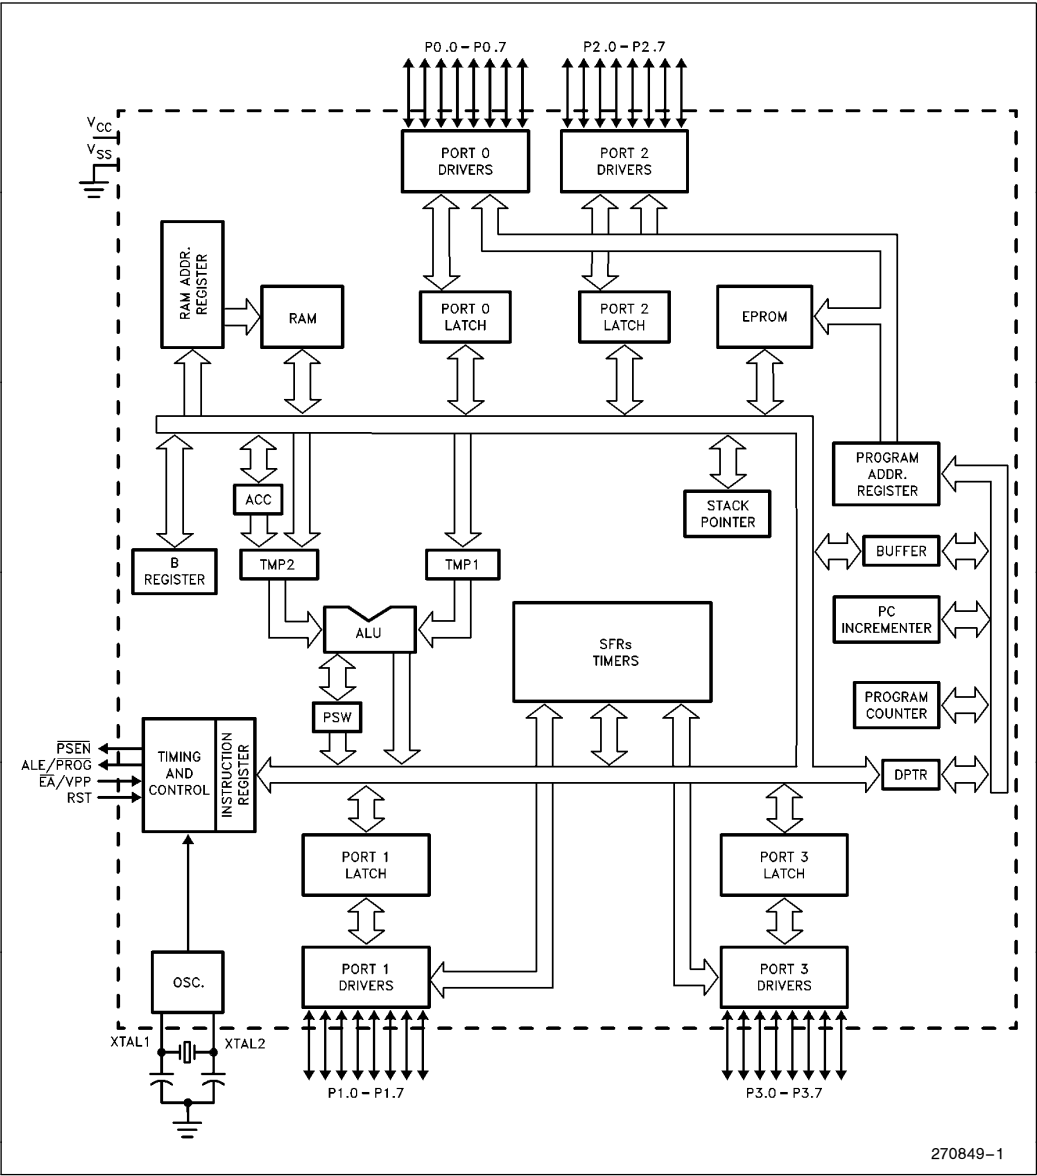 P0.0–P0.7
P2.0–P2.7
VCC
VSS
PORT 0
DRIVERS
PORT 2
DRIVERS
RAM ADDR.
REGISTER
RAM
PORT 0
LATCH
PORT 2
LATCH
EPROM
PROGRAM
ADDR.
REGISTER
ACC
STACK
POINTER
B
REGISTER
TMP2
TMP1
BUFFER
ALU
SFRs
TIMERS
PC
INCREMENTER
PSW
PROGRAM
COUNTER
PSEN
ALE/PROG
EA/VPP
RST
TIMING
AND
CONTROL
INSTRUCTION
REGISTER
DPTR
PORT 1
LATCH
PORT 3
LATCH
OSC.
PORT 1
DRIVERS
PORT 3
DRIVERS
XTAL1
XTAL2
P1.0–P1.7
P3.0–P3.7
270849–1